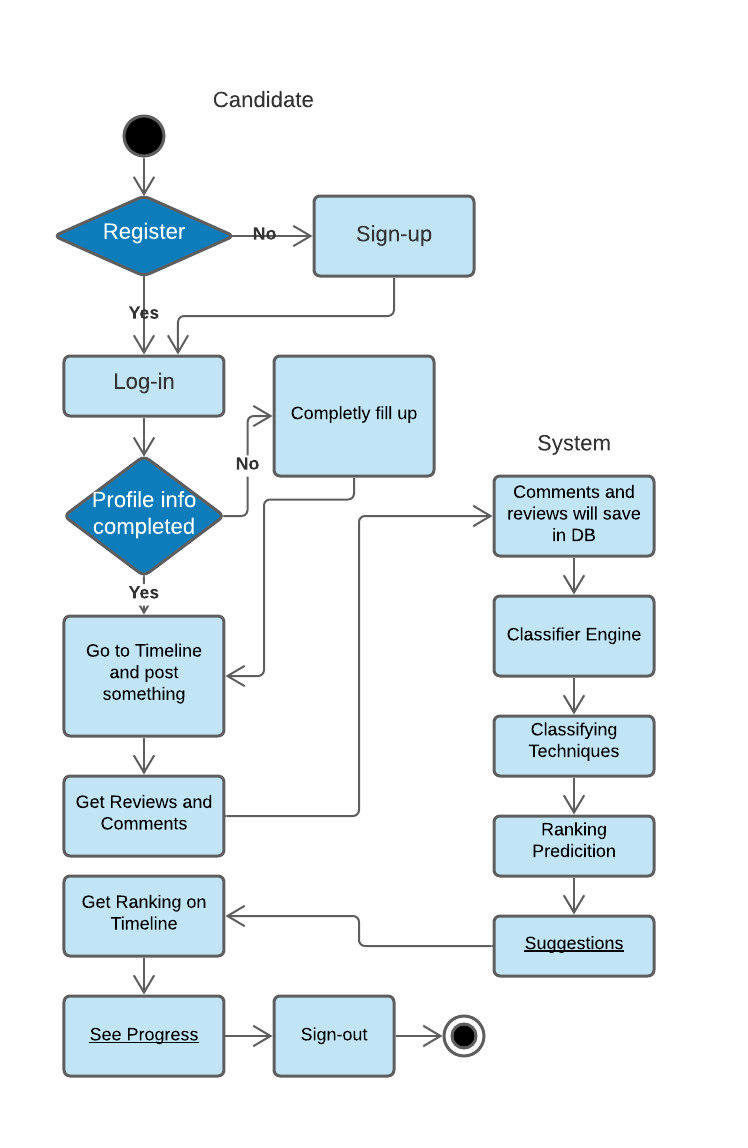 Candidate
Register
No
Sign-up
Yes
Log-in
Completly fill up
No
Profile info
completed
Yes
Go to Timeline
and post
something
Get Reviews and
Comments
System
Comments and
reviews will save
in DB
Classifier Engine
Classifying
Techniques
Ranking
Predicition
Suggestions
Get Ranking on
Timeline
See Progress
Sign-out